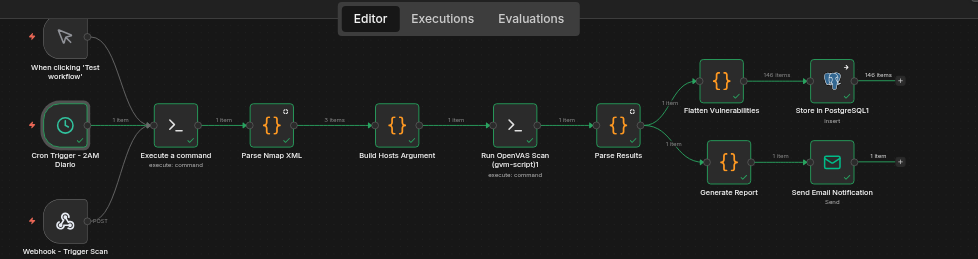 Editor
Executions
Evaluations
When clicking 'Test
workflow'
Cron Trigger - 2AM
Diario
POST
Webhook - Trigger Scan
1 item
Execute a command
execute: command
1 item
Parse Nmap XML
3 items
Build Hosts Argument
1 item
Run OpenVAS Scan
(gvm-script)1
execute: command
1 item
Parse Results
1 item
Flatten Vulnerabilities
146 items
Store in PostgreSQL1
insert
146 items
1 item
Generate Report
1 item
Send Email Notification
Send
1 item